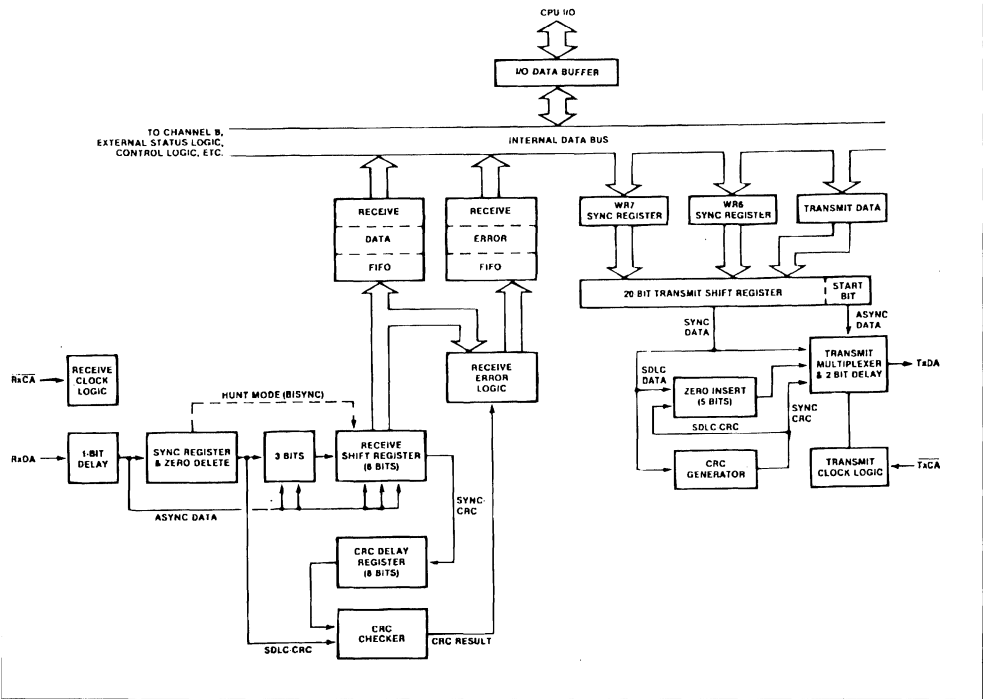 CPU I/O
I/O DATA BUFFER
TO CHANNEL B,
EXTERNAL STATUS LOGIC,
CONTROL LOGIC, ETC.
INTERNAL DATA BUS
RECEIVE
DATA
FIFO
RECEIVE
ERROR
FIFO
WR7
SYNC REGISTER
WR6
SYNC REGISTER
TRANSMIT DATA
20 BIT TRANSMIT SHIFT REGISTER
START
BIT
SYNC
DATA
ASYNC
DATA
RxCA
RECEIVE
CLOCK
LOGIC
RECEIVE
ERROR
LOGIC
TRANSMIT
MULTIPLEXER
& 2 BIT DELAY
TxDA
SDLC
DATA
ZERO INSERT
(5 BITS)
SYNC
CRC
SDLC-CRC
HUNT MODE (BISYNC)
RxDA
1-BIT
DELAY
SYNC REGISTER
& ZERO DELETE
3 BITS
RECEIVE
SHIFT REGISTER
(8 BITS)
CRC
GENERATOR
TRANSMIT
CLOCK LOGIC
TxCA
ASYNC DATA
SYNC-
CRC
CRC DELAY
REGISTER
(8 BITS)
CRC
CHECKER
SDLC-CRC
CRC RESULT